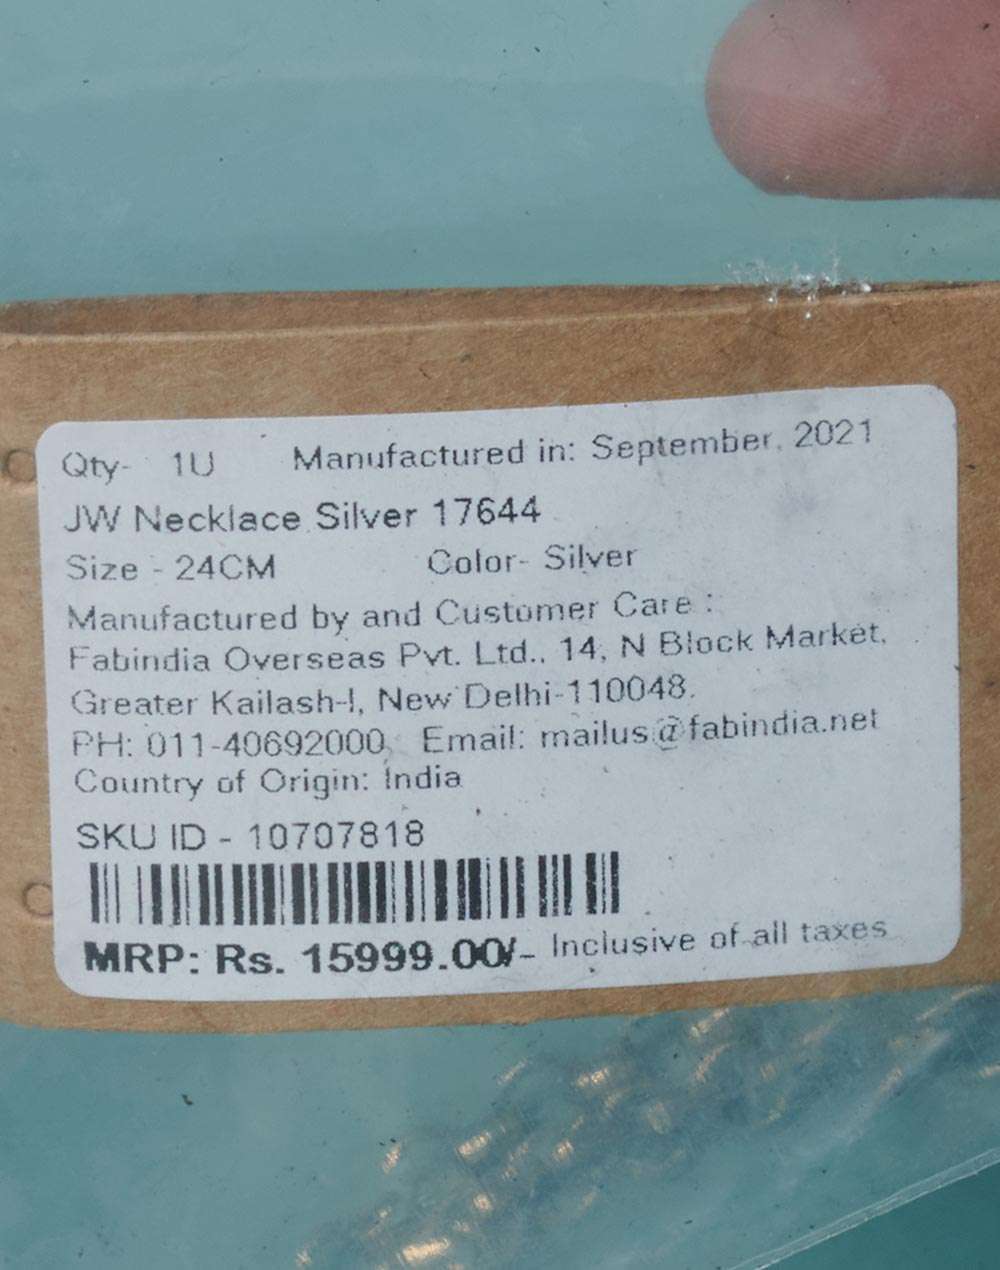 Qty- 1U Manufactured in: September, 2021
JW Necklace Silver 17644
Size - 24CM Color- Silver
Manufactured by and Customer Care :
Fabindia Overseas Pvt. Ltd., 14, N Block Market,
Greater Kailash-I, New Delhi-110048.
PH: 011-40692000, Email: mailus@fabindia.net
Country of Origin: India
SKU ID - 10707818
MRP: Rs. 15999.00/- Inclusive of all taxes